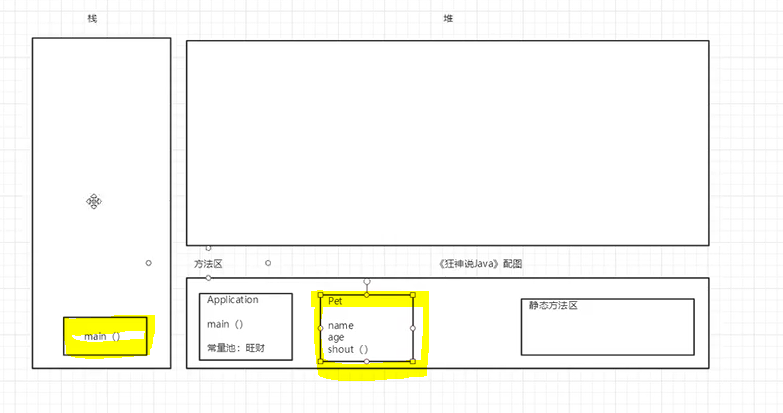 栈
堆
方法区
《狂神说Java》配图
Application
main（）
常量池：旺财
Pet
name
age
shout（）
静态方法区
main（）